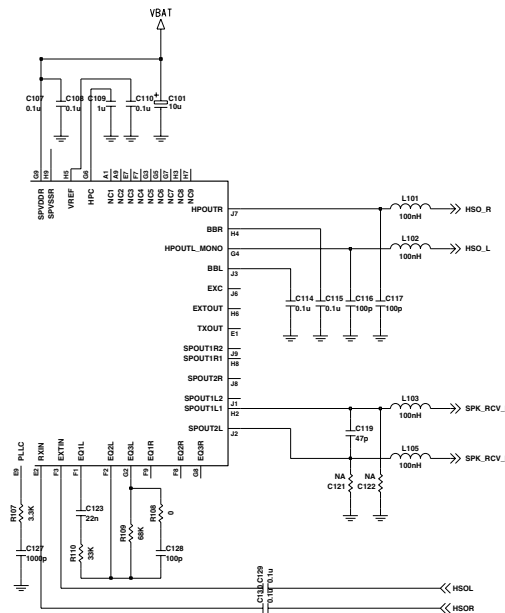 VBAT
C107
0.1u
C108
0.1u
C109
1u
C110
0.1u
C101
10u
+
G9
H9
H5
G6
A1
A9
E7
F7
G3
G5
G7
H3
H7
SPVDDR
SPVSSR
VREF
HPC
NC1
NC2
NC3
NC4
NC5
NC6
NC7
NC8
NC9
HPOUTR
J7
BBR
H4
HPOUTL_MONO
G4
BBL
J3
EXC
J6
EXTOUT
H6
TXOUT
E1
SPOUT1R2
J9
SPOUT1R1
H8
SPOUT2R
J8
SPOUT1L2
J1
SPOUT1L1
H2
SPOUT2L
J2
L101
100nH
HSO_R
L102
100nH
HSO_L
C114
0.1u
C115
0.1u
C116
100p
C117
100p
L103
100nH
SPK_RCV_
C119
47p
L105
100nH
SPK_RCV_
NA
C121
NA
C122
PLLC
RXIN
EXTIN
EQ1L
EQ2L
EQ3L
EQ1R
EQ2R
EQ3R
E9
E2
F3
F1
F2
G2
F9
F8
G8
R107
3.3K
C127
1000p
C123
22n
R110
33K
R109
68K
R108
0
C128
100p
C129
0.1u
C130
HSOL
HSOR